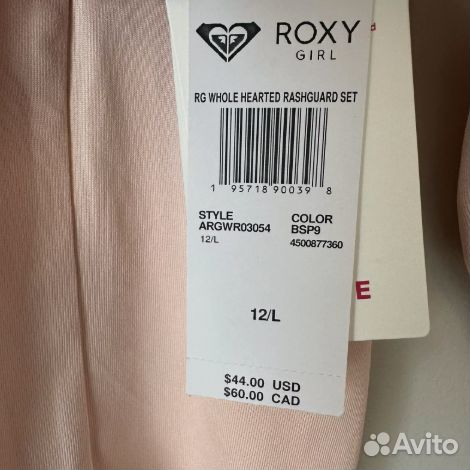 ROXY
GIRL
RG WHOLE HEARTED RASHGUARD SET
1 95718 90039 8
STYLE COLOR
ARGWR03054 BSP9
12/L 4500877360
E
12/L
$44.00 USD
$60.00 CAD
Avito